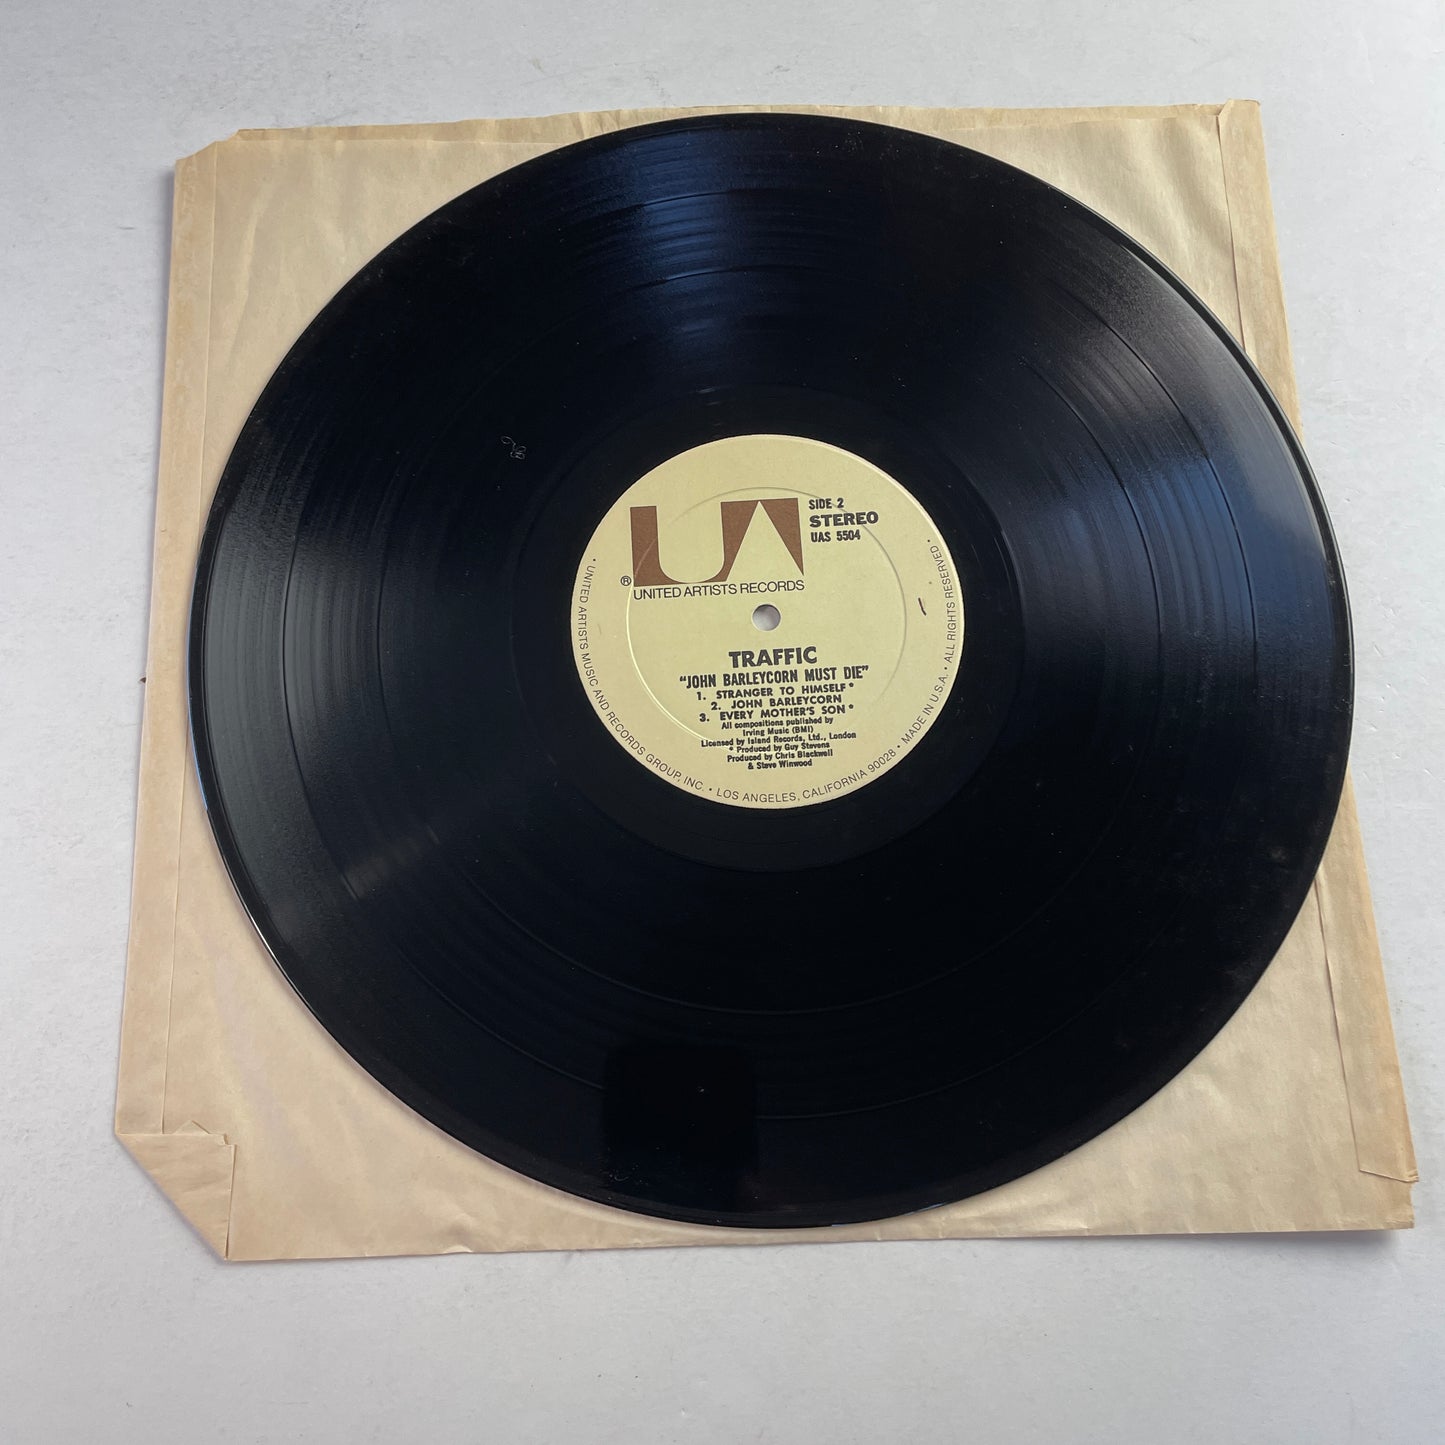 SIDE 2
STEREO
UAS 5504
UA
®
UNITED ARTISTS RECORDS
TRAFFIC
"JOHN BARLEYCORN MUST DIE"
1. STRANGER TO HIMSELF*
2. JOHN BARLEYCORN
3. EVERY MOTHER'S SON*
All compositions published by
Irving Music (BMI)
Licensed by Island Records, Ltd., London
* Produced by Guy Stevens
Produced by Chris Blackwell
& Steve Winwood
• UNITED ARTISTS MUSIC AND RECORDS GROUP, INC. • LOS ANGELES, CALIFORNIA 90028 • MADE IN U.S.A. • ALL RIGHTS RESERVED •